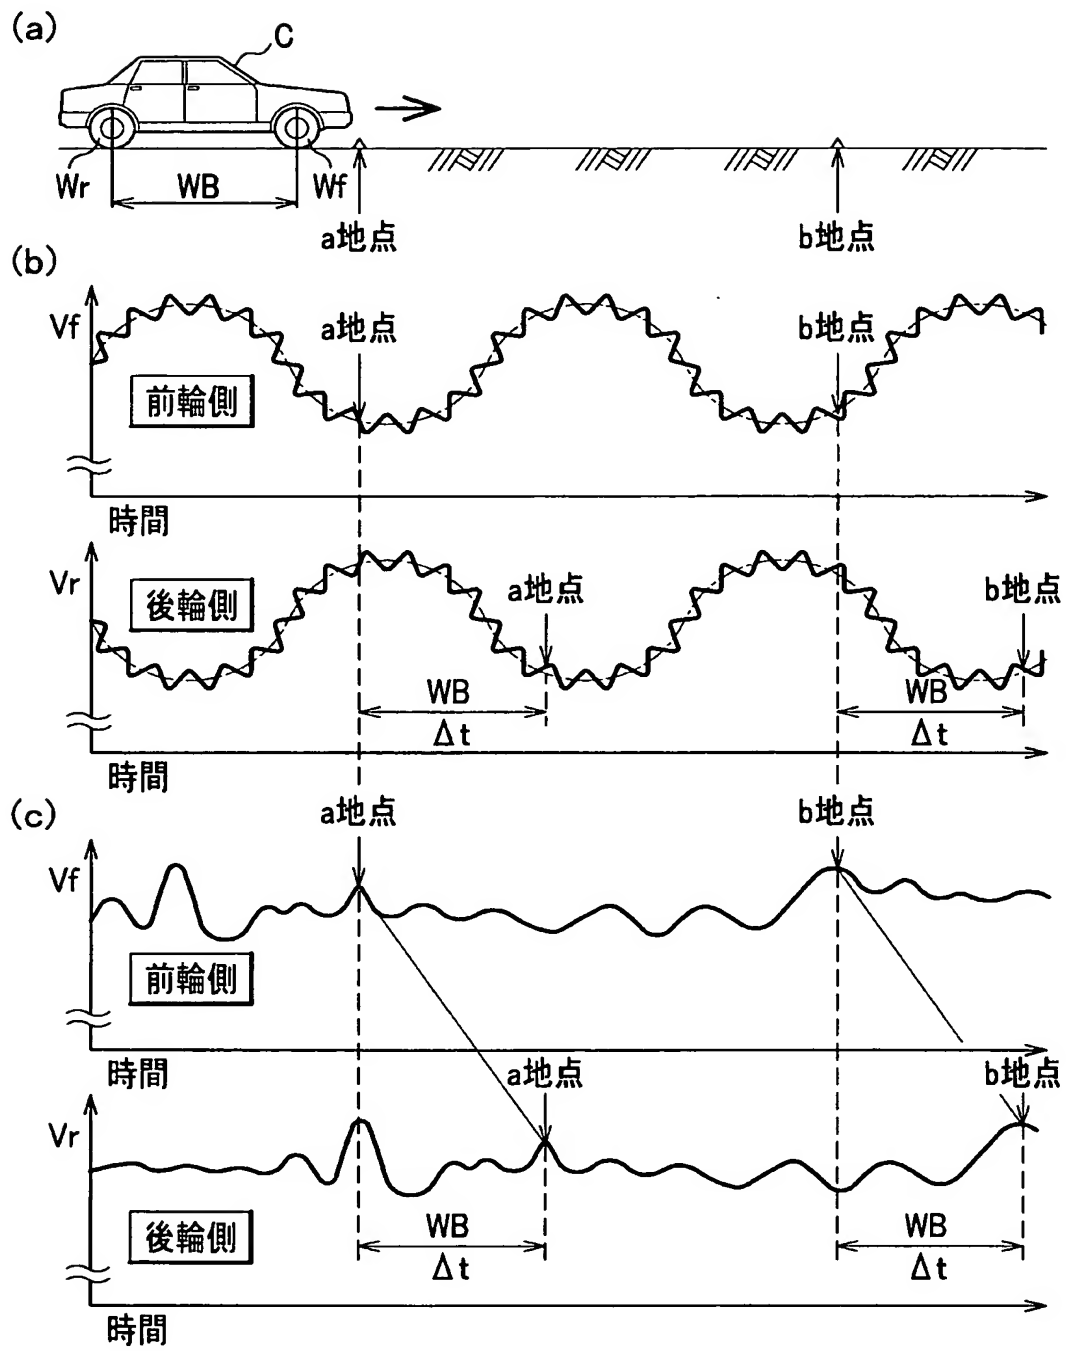 (a)
C
Wr
WB
Wf
a地点
b地点
(b)
Vf
a地点
b地点
前輪側
時間
Vr
後輪側
a地点
b地点
WB
WB
Δt
Δt
時間
(c)
a地点
b地点
Vf
前輪側
時間
a地点
b地点
Vr
後輪側
WB
WB
Δt
Δt
時間